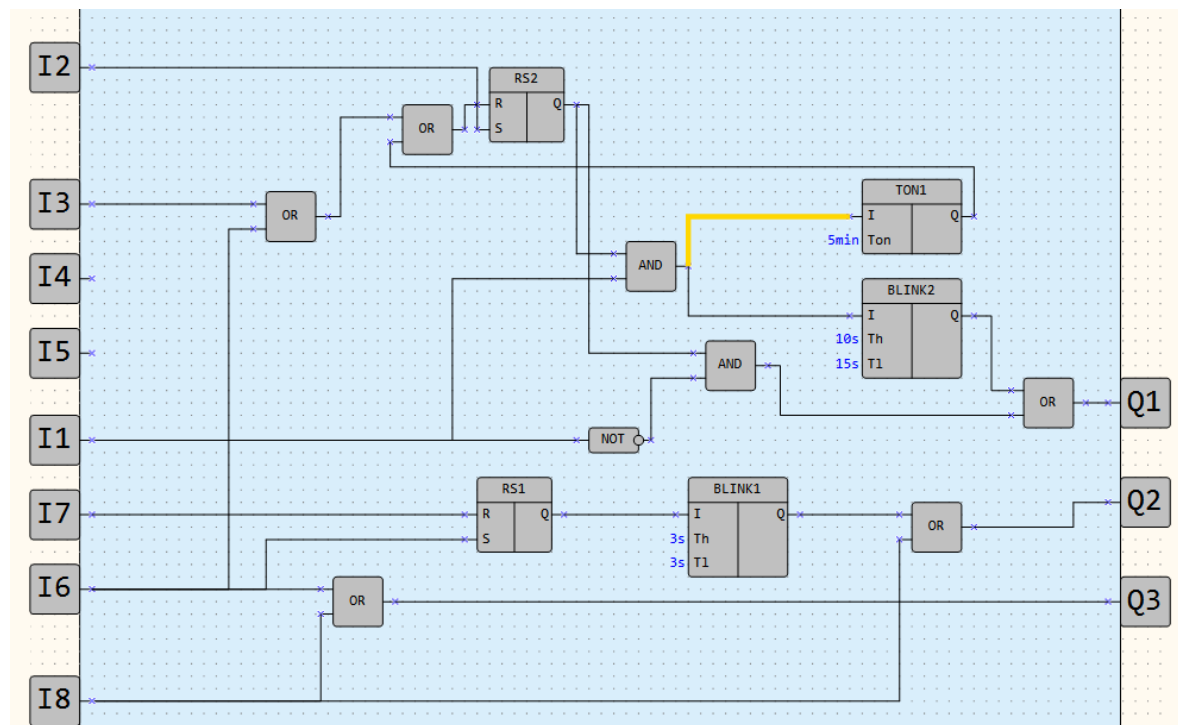 I2
RS2
R Q
S
OR
I3
OR
TON1
I Q
5min Ton
I4
AND
BLINK2
I Q
10s Th
15s Tl
I5
AND
OR
Q1
I1
NOT
RS1
R Q
S
BLINK1
I Q
3s Th
3s Tl
I7
OR
Q2
I6
OR
Q3
I8